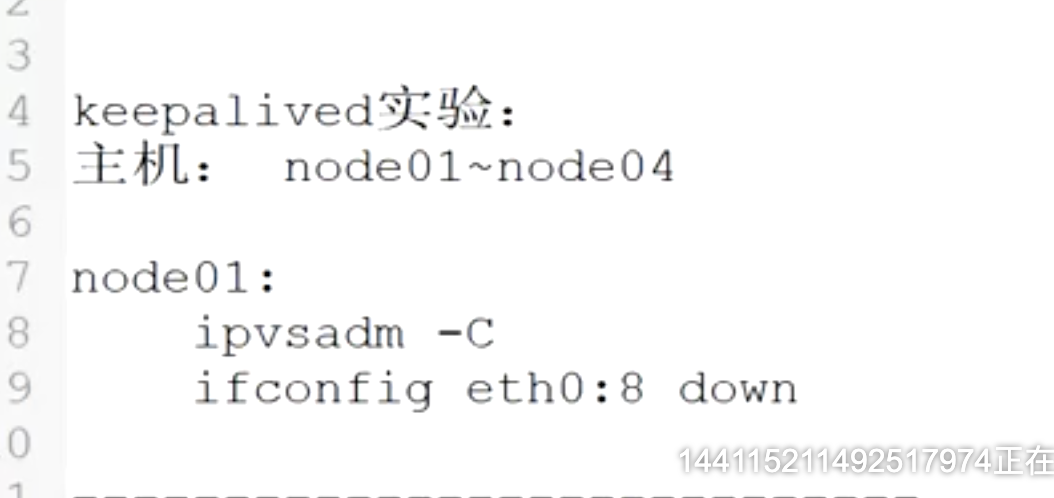 2
3
4 keepalived实验：
5 主机： node01~node04
6
7 node01:
8 ipvsadm -C
9 ifconfig eth0:8 down
0
144115211492517974正在
1 -----------------------------